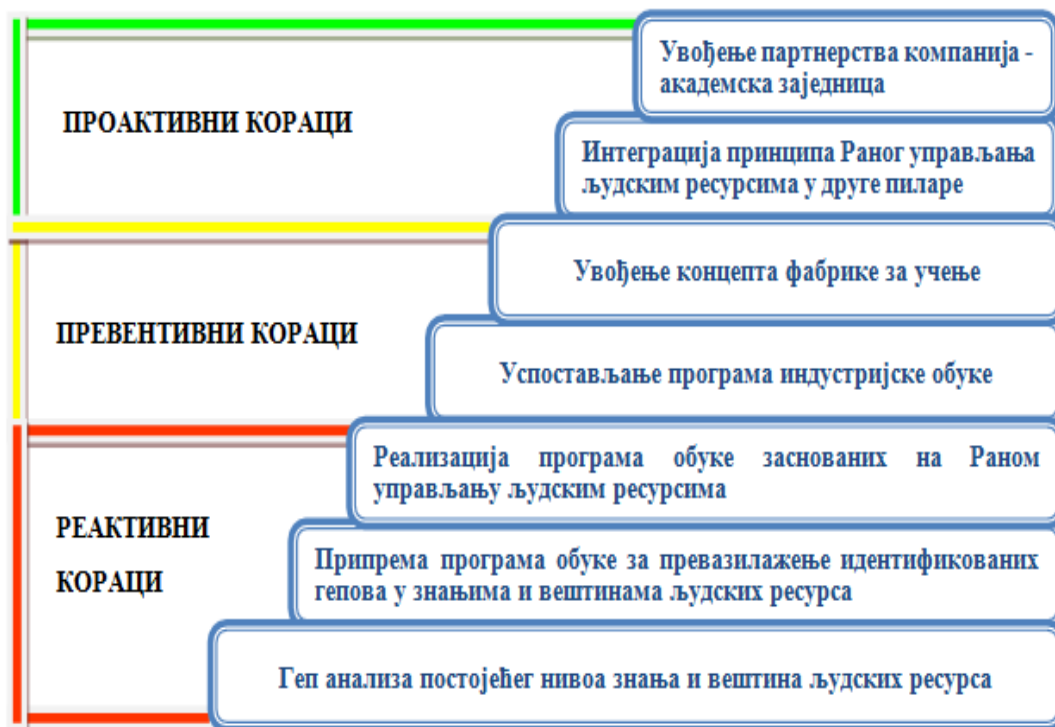 Увођење партнерства компанија -
академска заједница
ПРОАКТИВНИ КОРАЦИ
Интеграција принципа Раног управљања
људским ресурсима у друге пиларе
Увођење концепта фабрике за учење
ПРЕВЕНТИВНИ КОРАЦИ
Успостављање програма индустријске обуке
Реализација програма обуке заснованих на Раном
управљању људским ресурсима
РЕАКТИВНИ
КОРАЦИ
Припрема програма обуке за превазилажење идентификованих
гепова у знањима и вештинама људских ресурса
Геп анализа постојећег нивоа знања и вештина људских ресурса